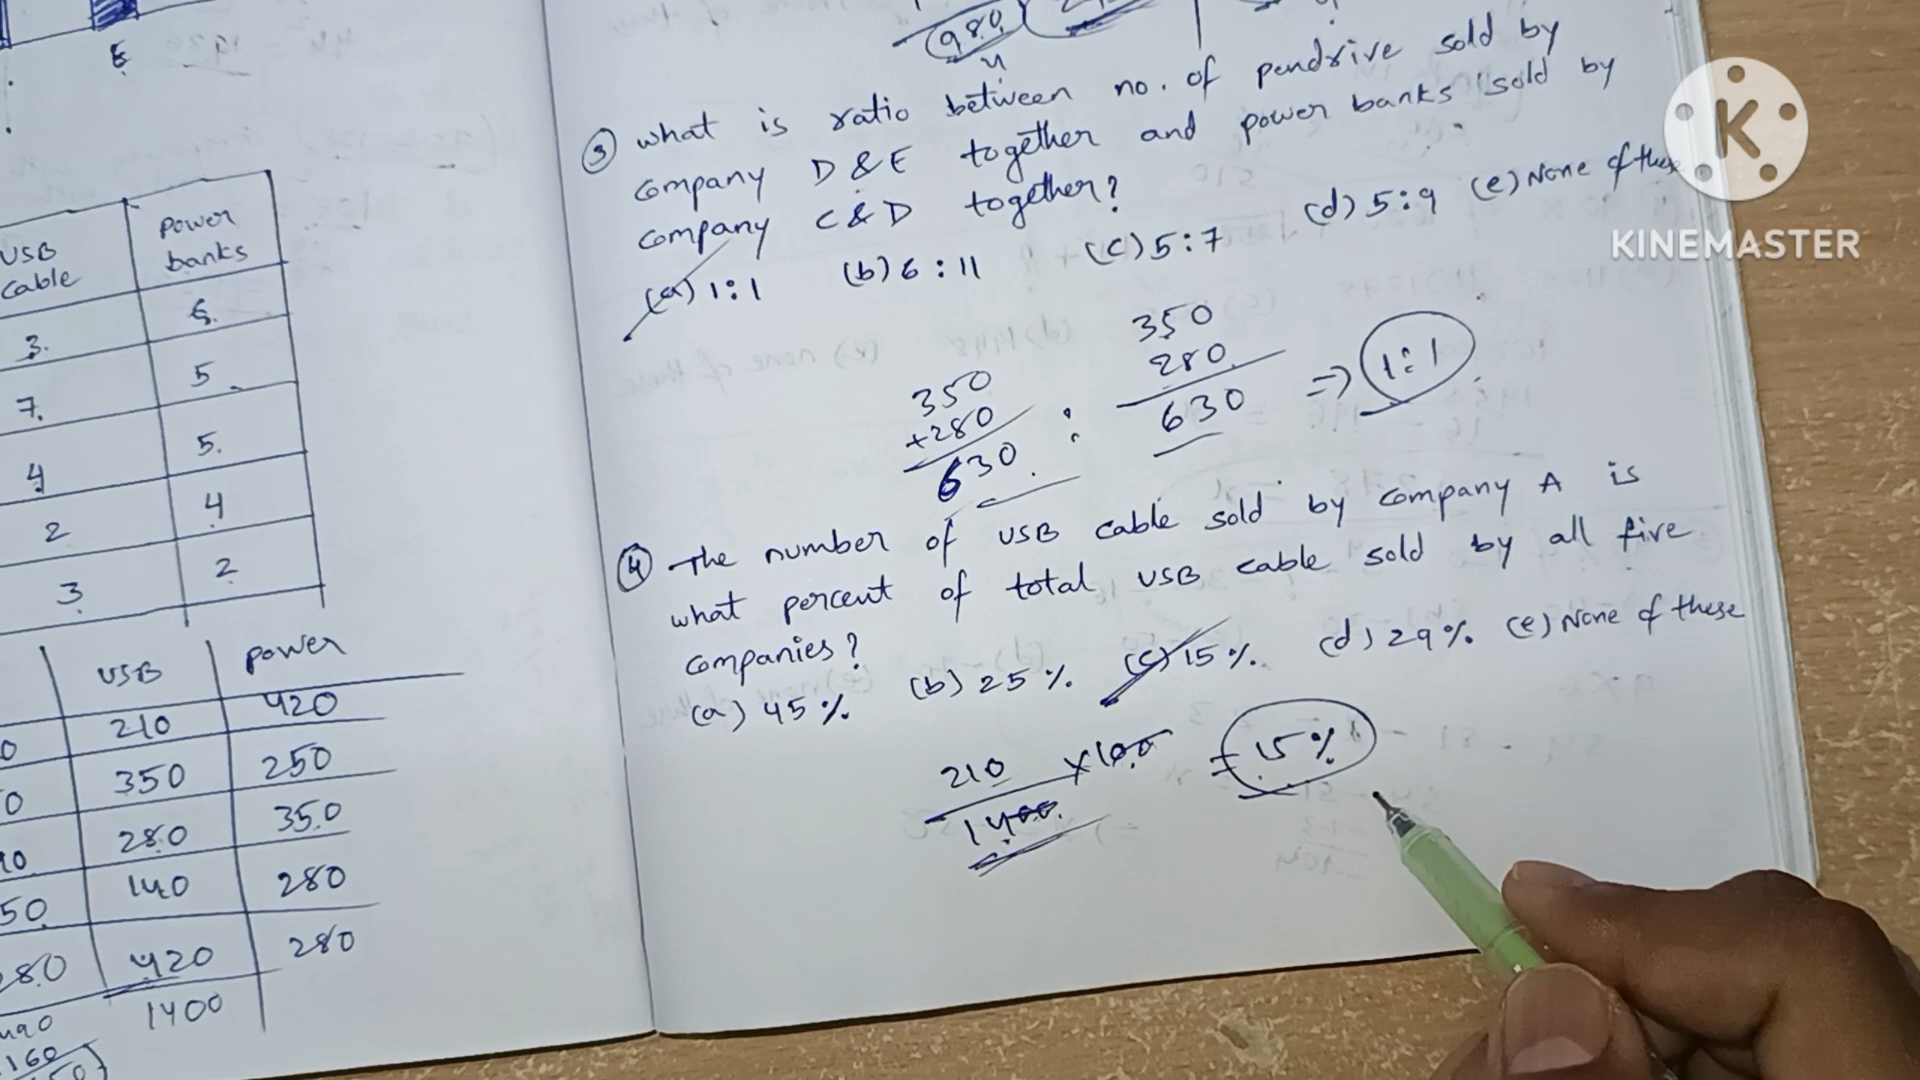 E
USB cable
power banks
3. 6.
7. 5
4 5.
2 4
3 2
USB power
210 420
350 250
280 350
140 280
280 420 280
1400
160
980
③ what is ratio between no. of pendrive sold by
company D & E together and power banks sold by
company C & D together?
(a) 1:1 (b) 6:11 (c) 5:7 (d) 5:9 (e) None of these
350
+280
630
:
350
280
630
=> 1:1
④ The number of USB cable sold by company A is
what percent of total USB cable sold by all five
companies?
(a) 45% (b) 25% (c) 15% (d) 29% (e) None of these
210 × 100 = 15%
1400
K
KINEMASTER